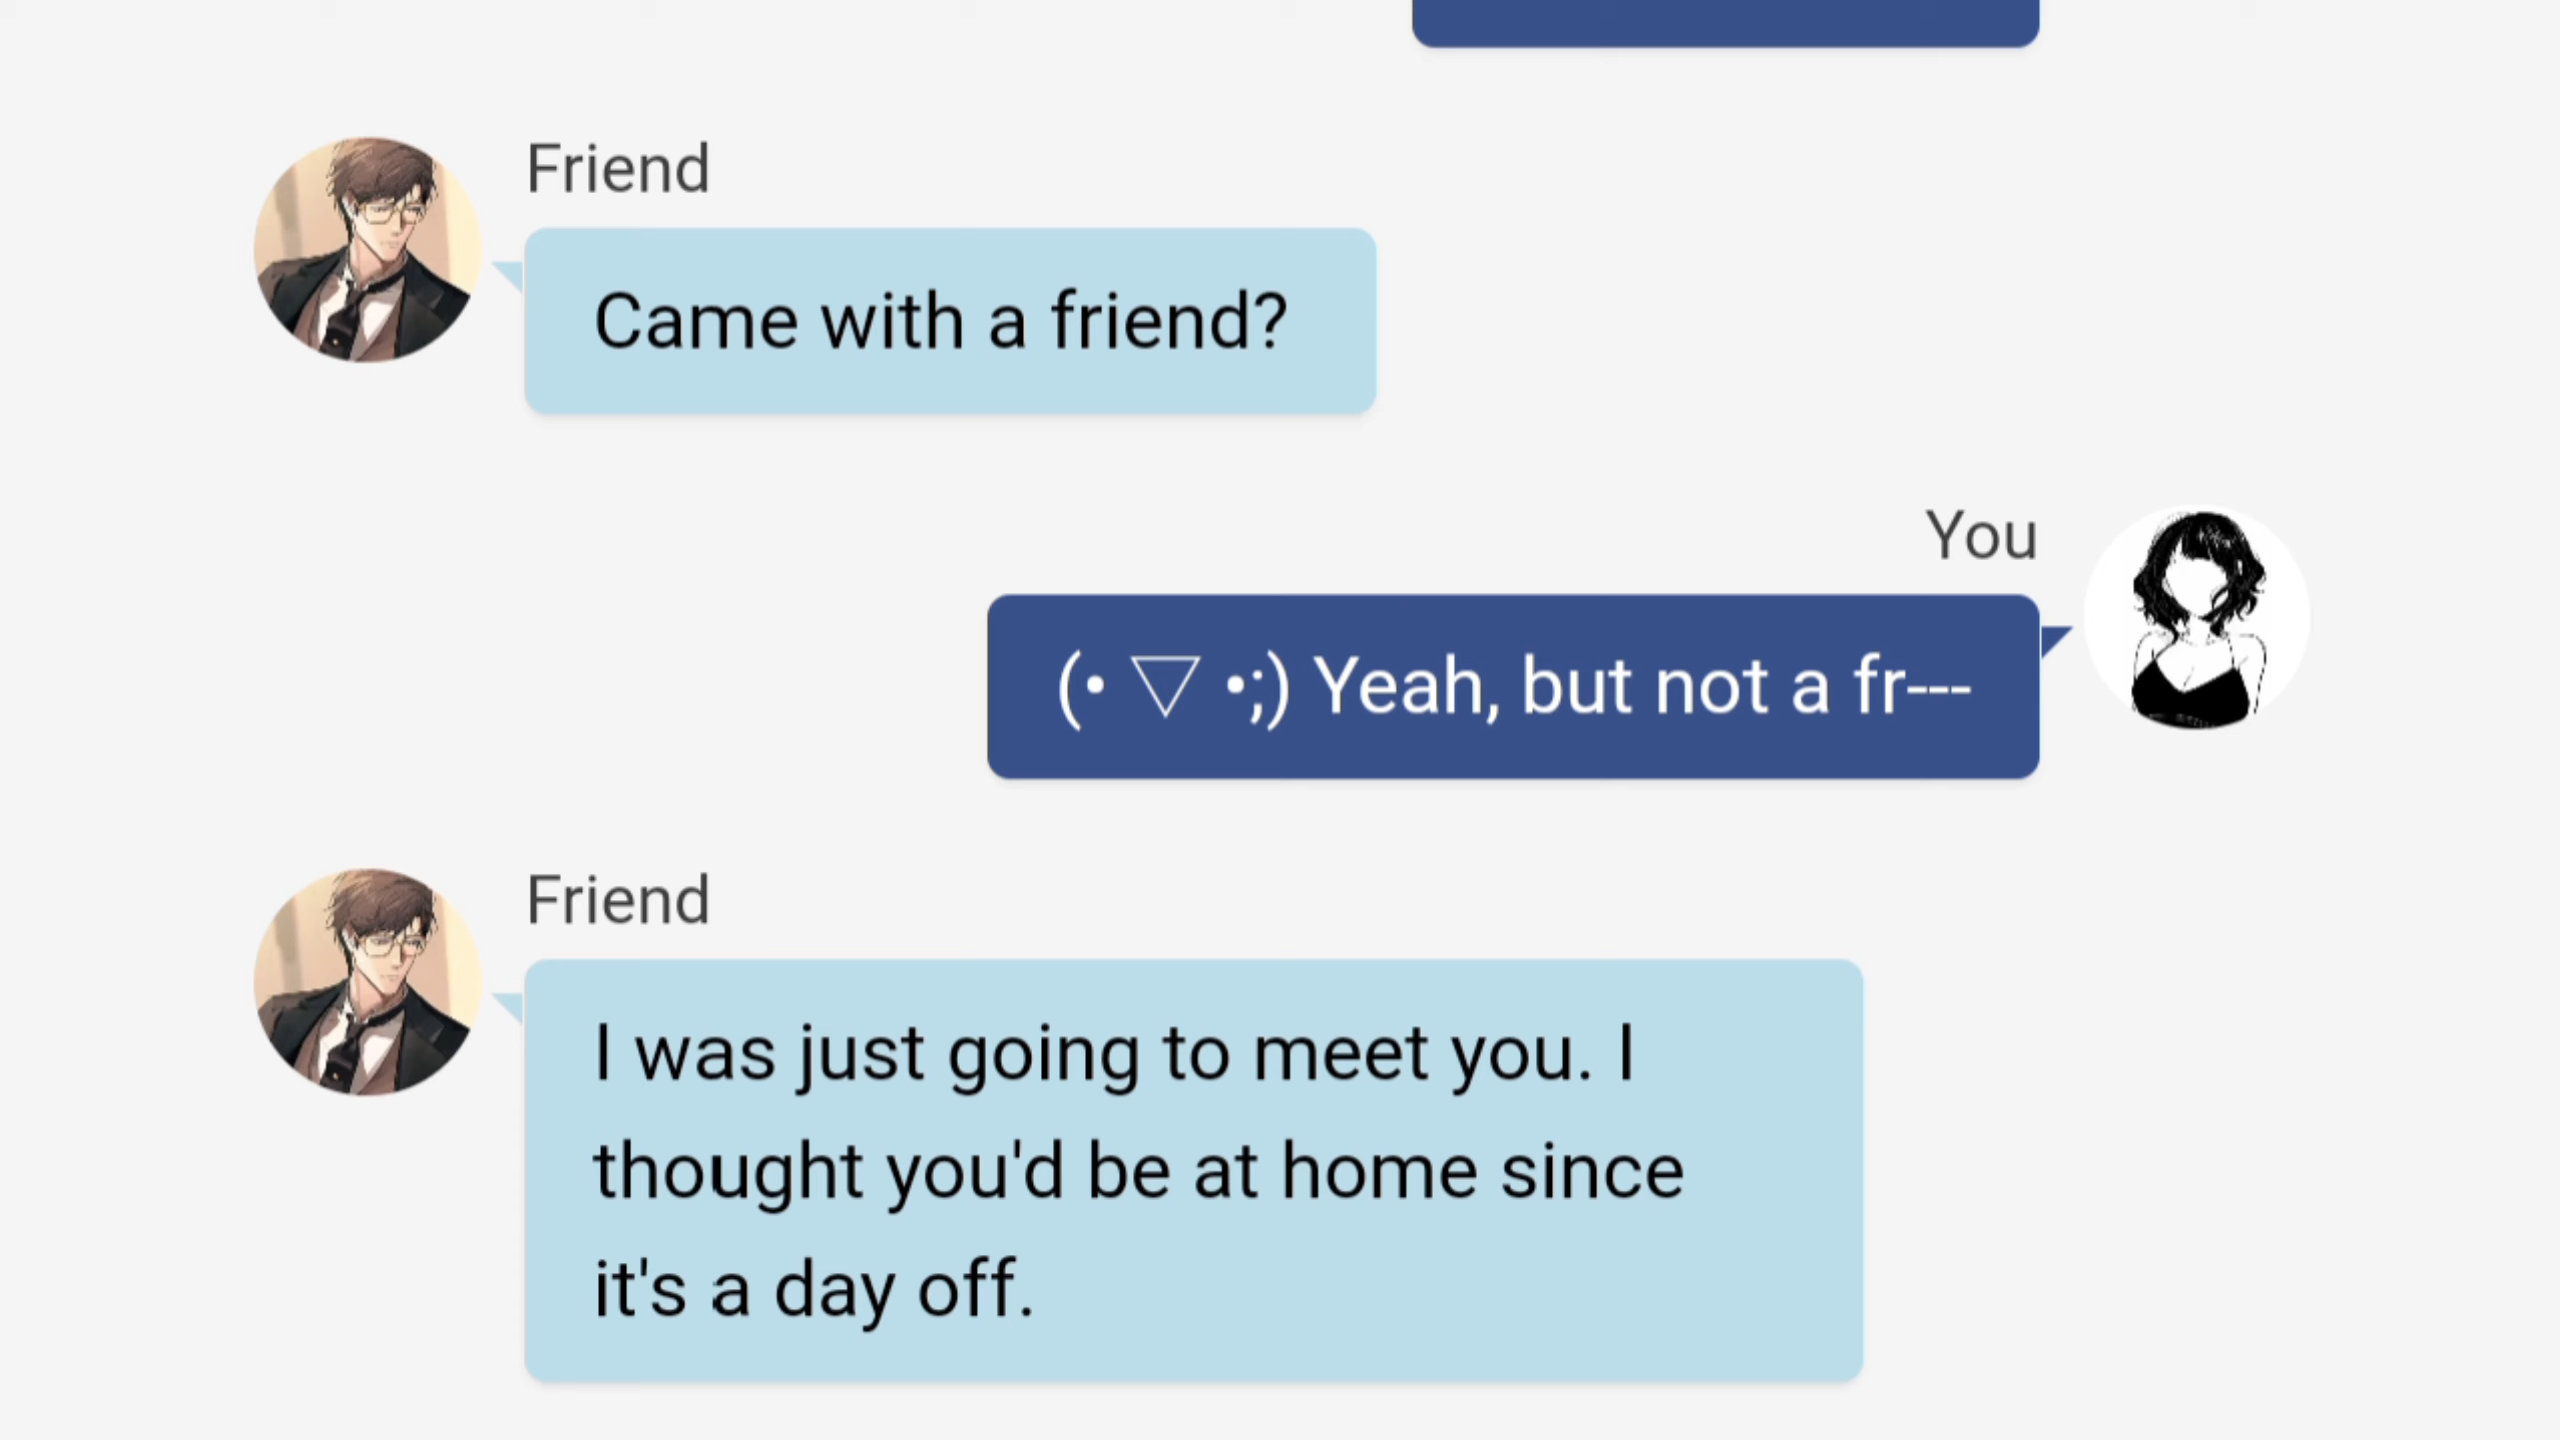 Friend
Came with a friend?
You
(• ▽ •;) Yeah, but not a fr---
Friend
I was just going to meet you. I
thought you'd be at home since
it's a day off.